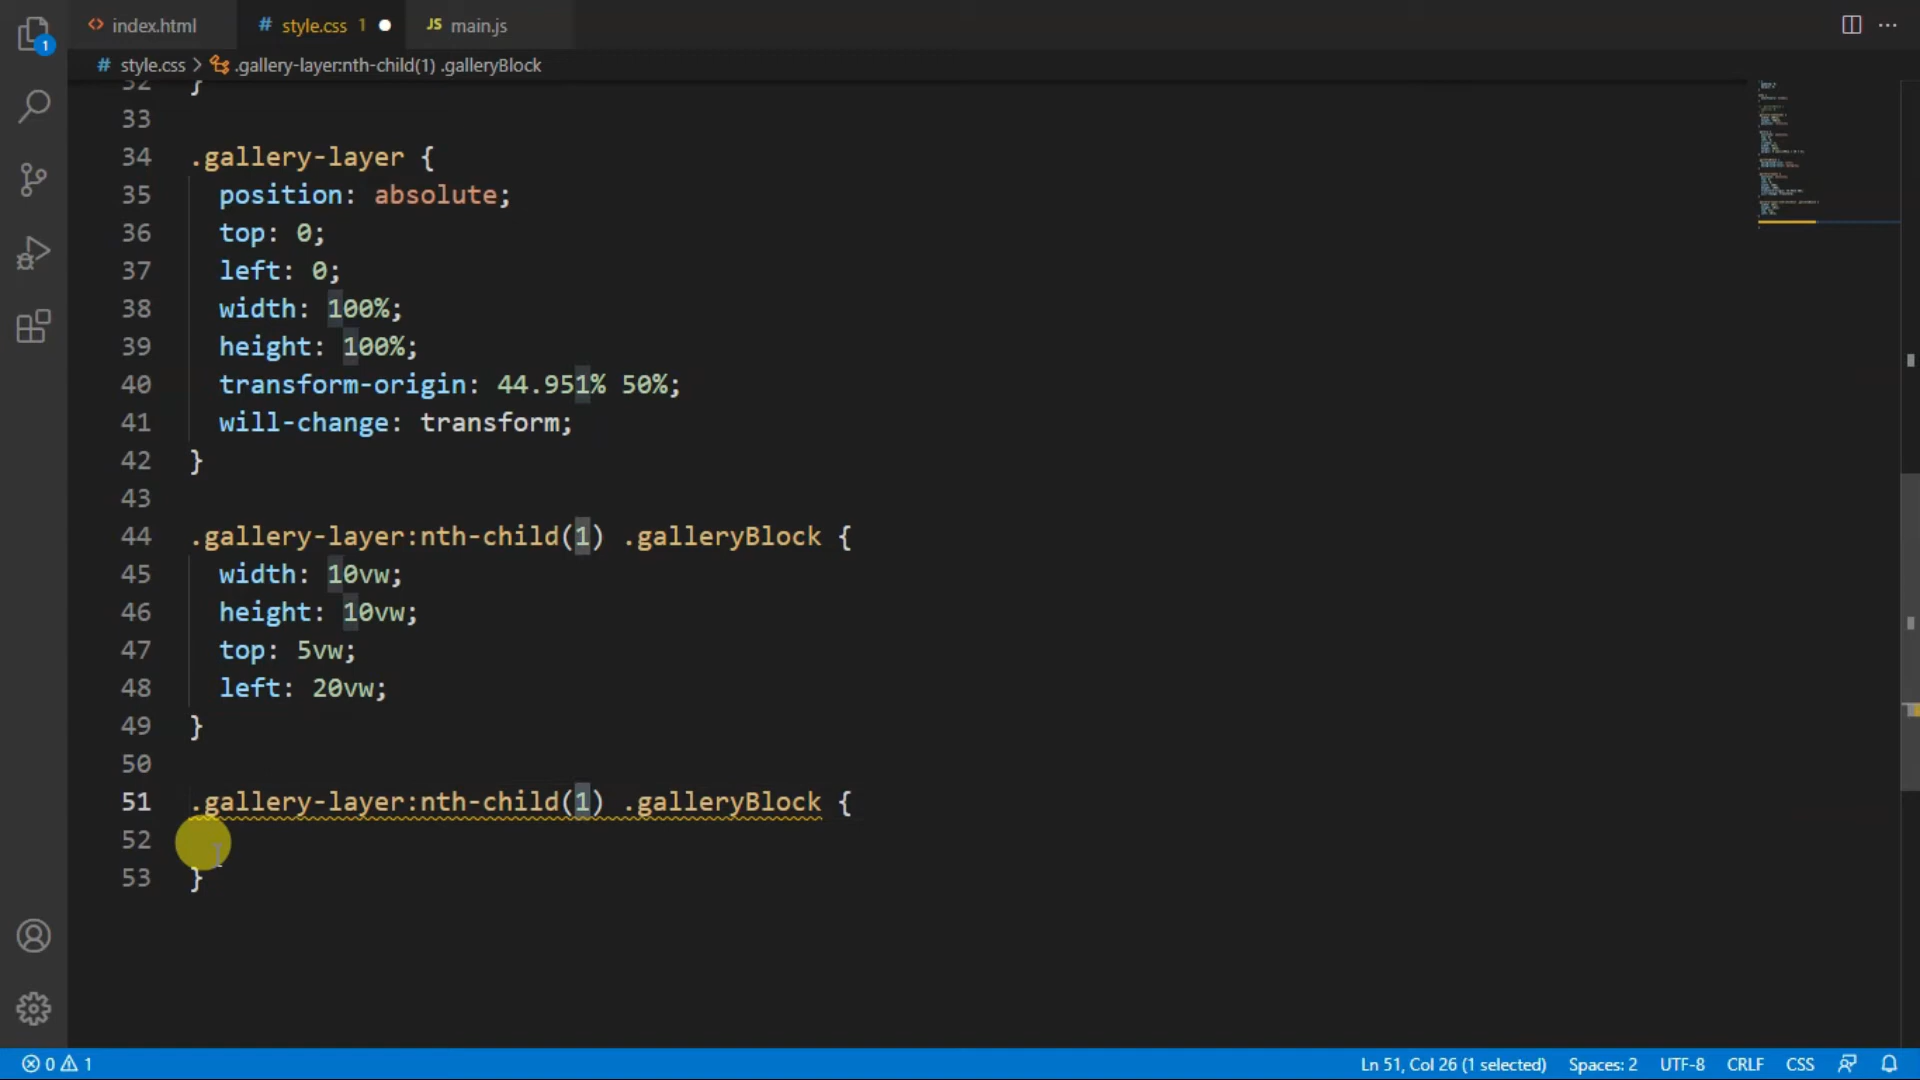 1
<> index.html
# style.css 1
JS main.js
···
# style.css > .gallery-layer:nth-child(1) .galleryBlock
32 }
33
34 .gallery-layer {
35 position: absolute;
36 top: 0;
37 left: 0;
38 width: 100%;
39 height: 100%;
40 transform-origin: 44.951% 50%;
41 will-change: transform;
42 }
43
44 .gallery-layer:nth-child(1) .galleryBlock {
45 width: 10vw;
46 height: 10vw;
47 top: 5vw;
48 left: 20vw;
49 }
50
51 .gallery-layer:nth-child(1) .galleryBlock {
52
53 }
0 1 Ln 51, Col 26 (1 selected) Spaces: 2 UTF-8 CRLF CSS